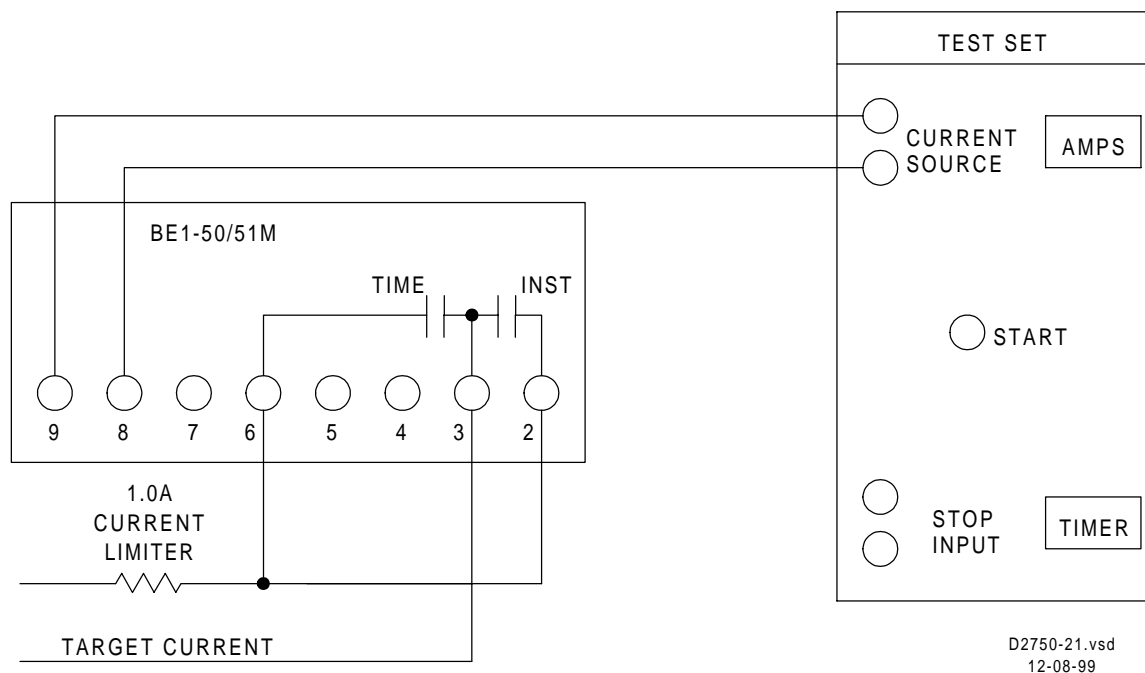 TEST SET
CURRENT
SOURCE
AMPS
BE1-50/51M
TIME
INST
START
9
8
7
6
5
4
3
2
1.0A
CURRENT
LIMITER
STOP
INPUT
TIMER
TARGET CURRENT
D2750-21.vsd
12-08-99